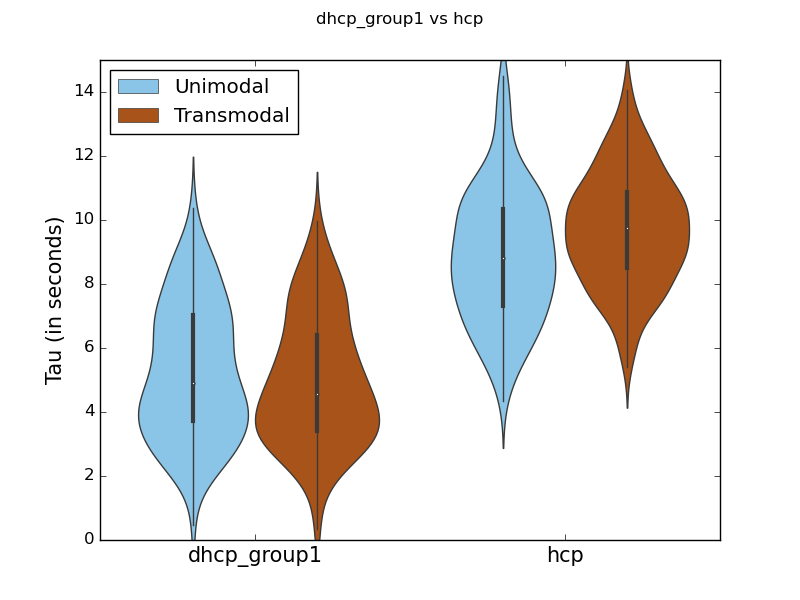 dhcp_group1 vs hcp
Unimodal
Transmodal
Tau (in seconds)
14
12
10
8
6
4
2
0
dhcp_group1
hcp